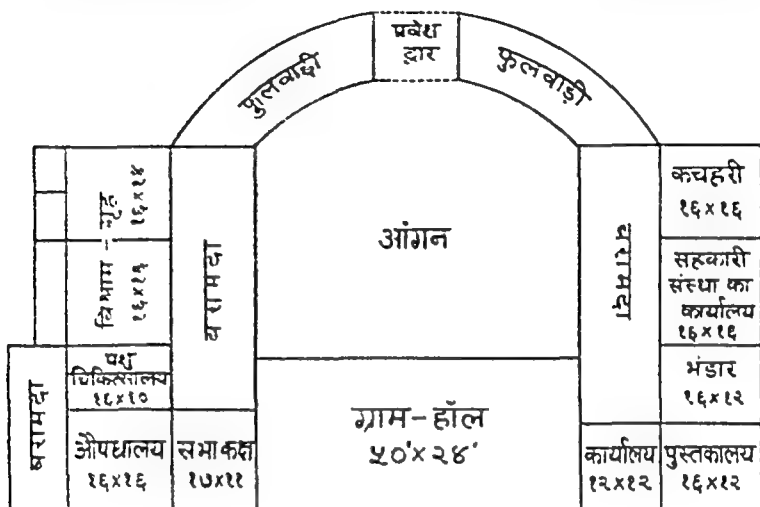 प्रवेश
द्वार
फुलवाड़ी
फुलवाड़ी
विश्राम-गृह
१६×१४
१६×१६
बरामदा
आंगन
बरामदा
कचहरी
१६×१६
सहकारी
संस्था का
कार्यालय
१६×१६
बरामदा
पशु
चिकित्सालय
१६×१०
भंडार
१६×१२
औषधालय
१६×१६
सभा कक्ष
१७×११
ग्राम-हॉल
५०'×२४'
कार्यालय
१२×१२
पुस्तकालय
१६×१२